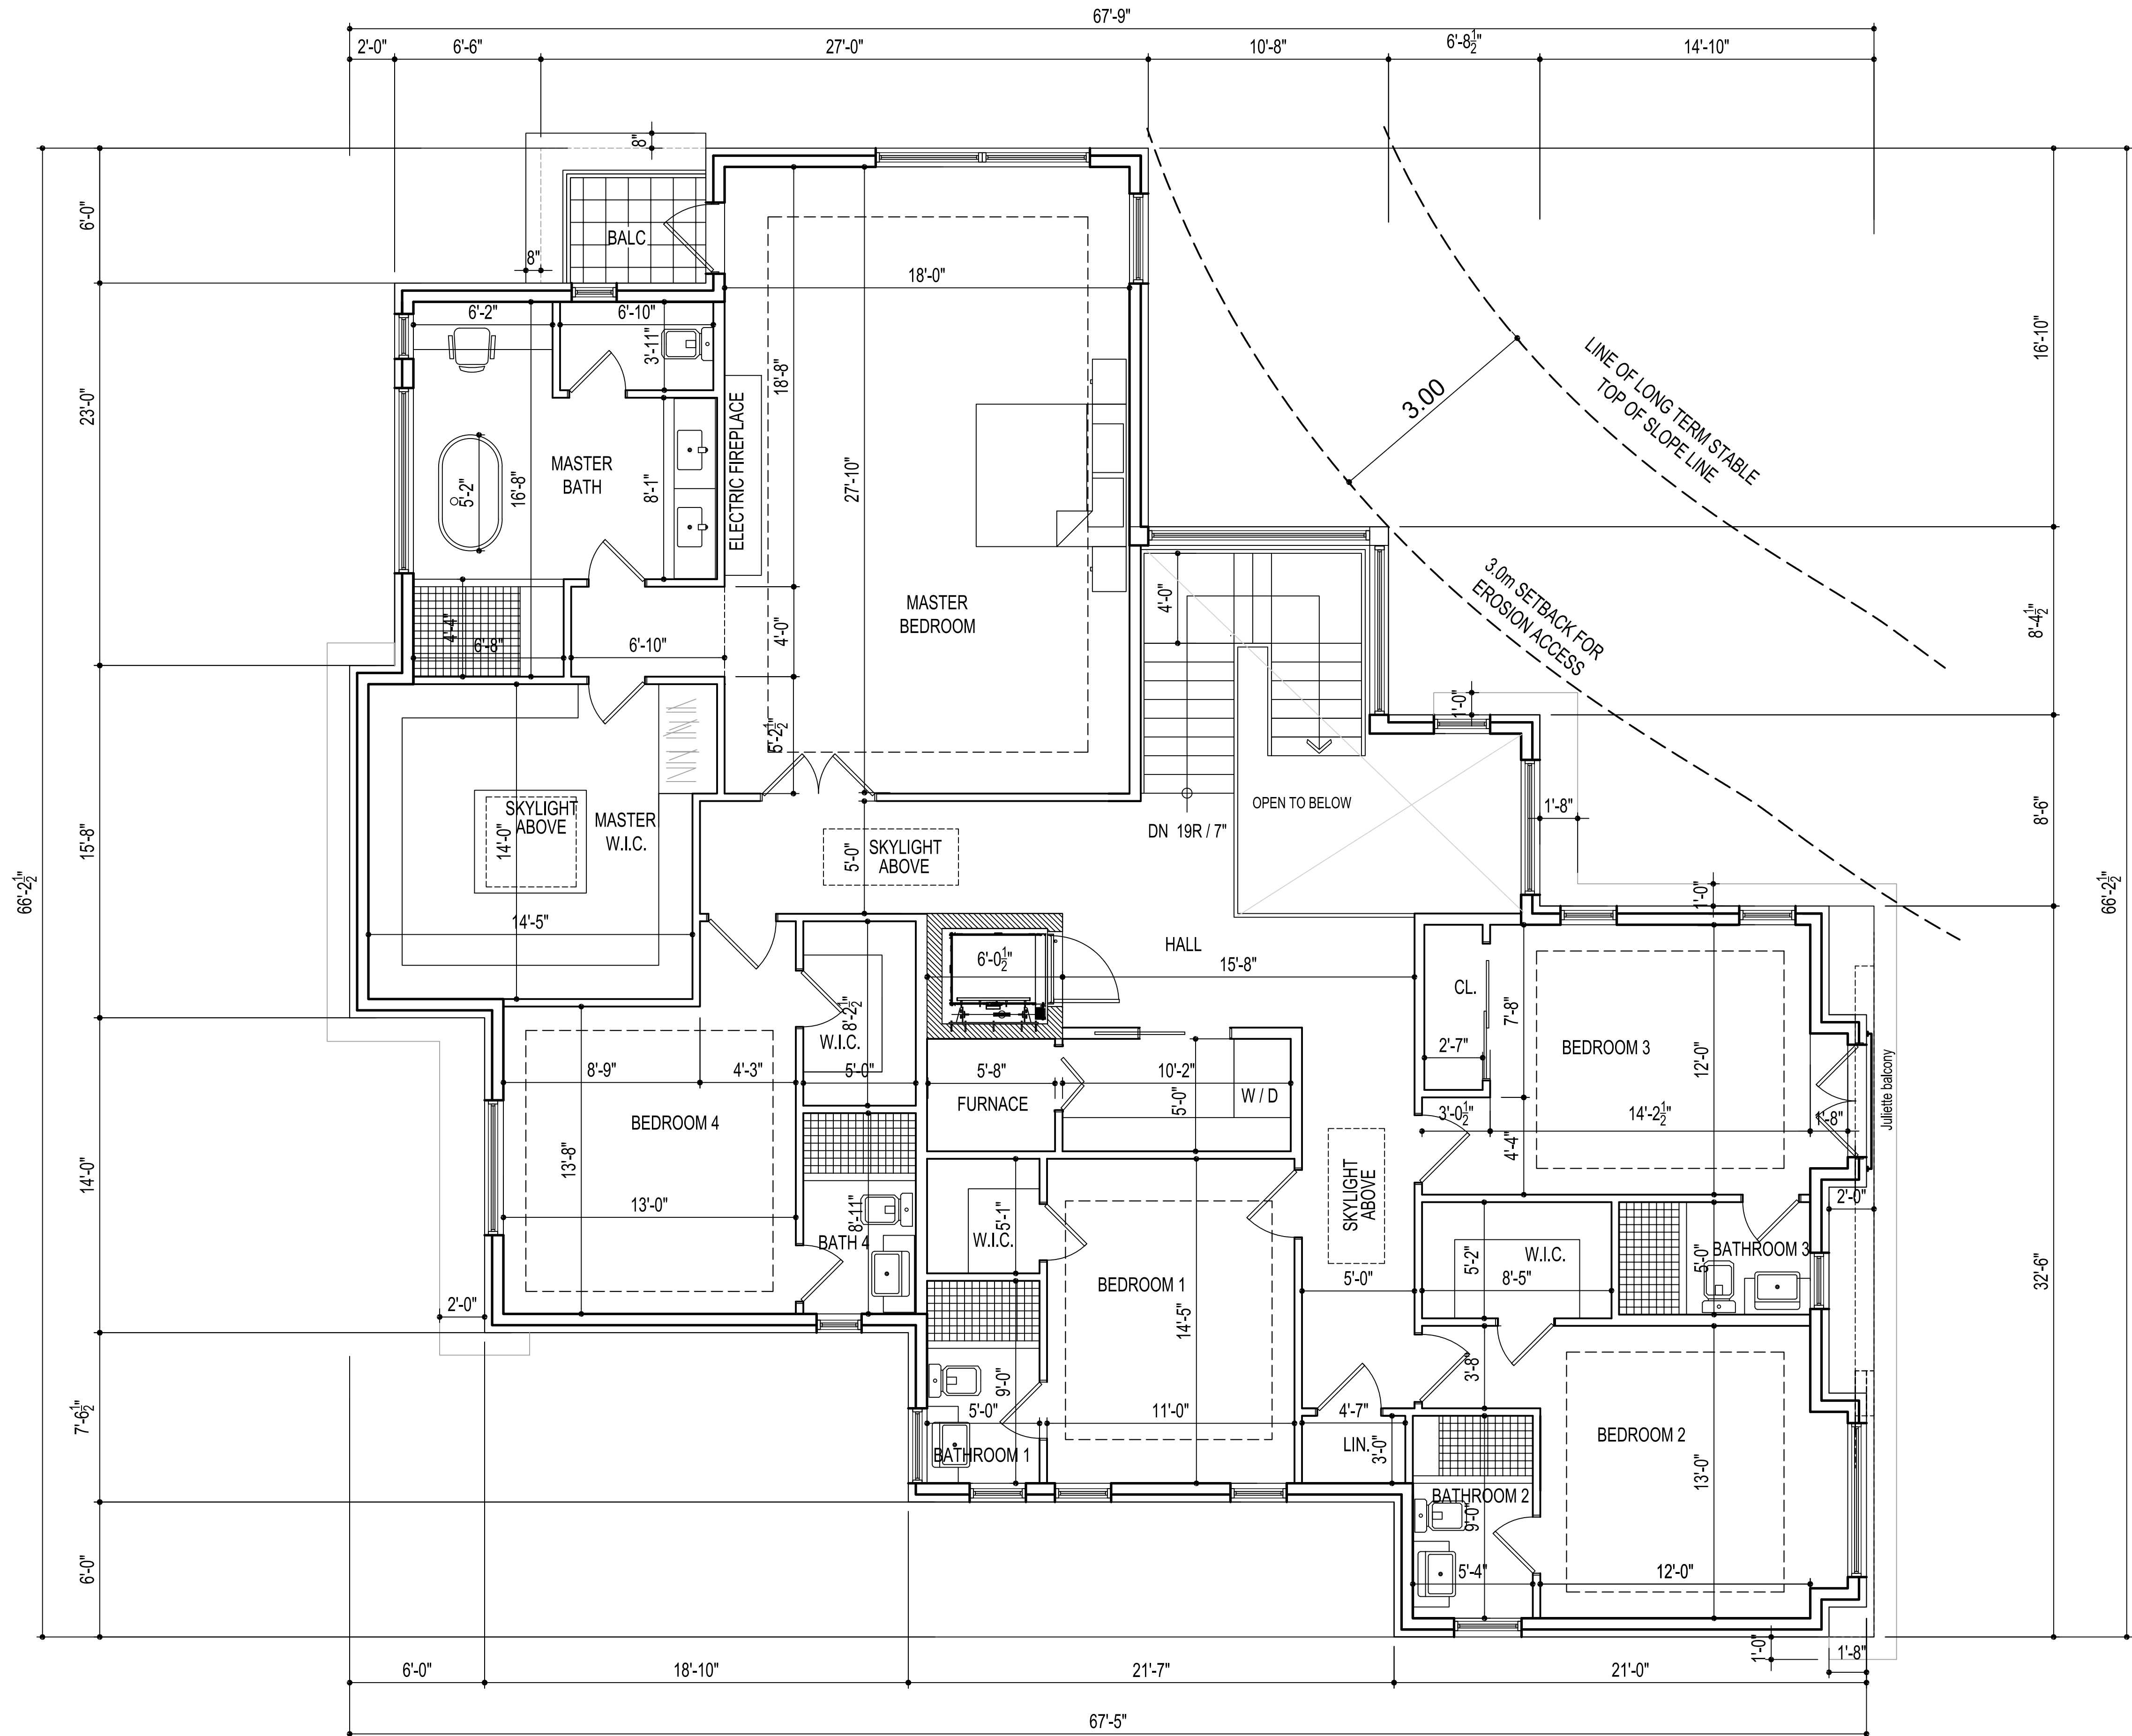 67'-9"
2'-0"
6'-6"
27'-0"
10'-8"
6'-8½"
14'-10"
8"
6'-0"
BALC
8"
18'-0"
6'-2"
6'-10"
3'-11"
18'-8"
16'-10"
23'-0"
ELECTRIC FIREPLACE
3.00
LINE OF LONG TERM STABLE
TOP OF SLOPE LINE
MASTER
BATH
5'-2"
16'-8"
8'-1"
27'-10"
3.0m SETBACK FOR
EROSION ACCESS
MASTER
BEDROOM
4'-0"
4'-4"
6'-8"
6'-10"
4'-0"
8'-4½"
5'-2½"
1'-0"
SKYLIGHT
ABOVE
14'-0"
MASTER
W.I.C.
DN 19R / 7"
OPEN TO BELOW
1'-8"
8'-6"
15'-8"
5'-0"
SKYLIGHT
ABOVE
66'-2½"
66'-2½"
1'-0"
14'-5"
HALL
6'-0½"
15'-8"
CL.
7'-8"
2'-7"
BEDROOM 3
12'-0"
8'-2½"
W.I.C.
8'-9"
4'-3"
5'-0"
5'-8"
FURNACE
10'-2"
5'-0"
W / D
3'-0½"
14'-2½"
1'-8"
Juliette balcony
BEDROOM 4
4'-4"
14'-0"
13'-8"
13'-0"
SKYLIGHT
ABOVE
2'-0"
8'-11"
BATH 4
5'-1"
W.I.C.
BEDROOM 1
5'-0"
5'-2"
W.I.C.
8'-5"
5'-0"
BATHROOM 3
32'-6"
2'-0"
14'-5"
3'-8"
7'-6½"
9'-0"
5'-0"
11'-0"
4'-7"
LIN.
3'-0"
BATHROOM 1
BEDROOM 2
13'-0"
BATHROOM 2
9'-0"
5'-4"
12'-0"
6'-0"
1'-0"
1'-8"
6'-0"
18'-10"
21'-7"
21'-0"
67'-5"